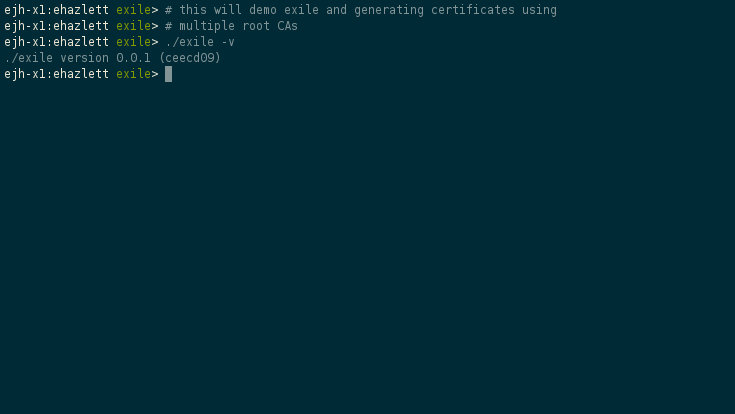 ejh-x1:ehazlett exile> # this will demo exile and generating certificates using
ejh-x1:ehazlett exile> # multiple root CAs
ejh-x1:ehazlett exile> ./exile -v
./exile version 0.0.1 (ceecd09)
ejh-x1:ehazlett exile>